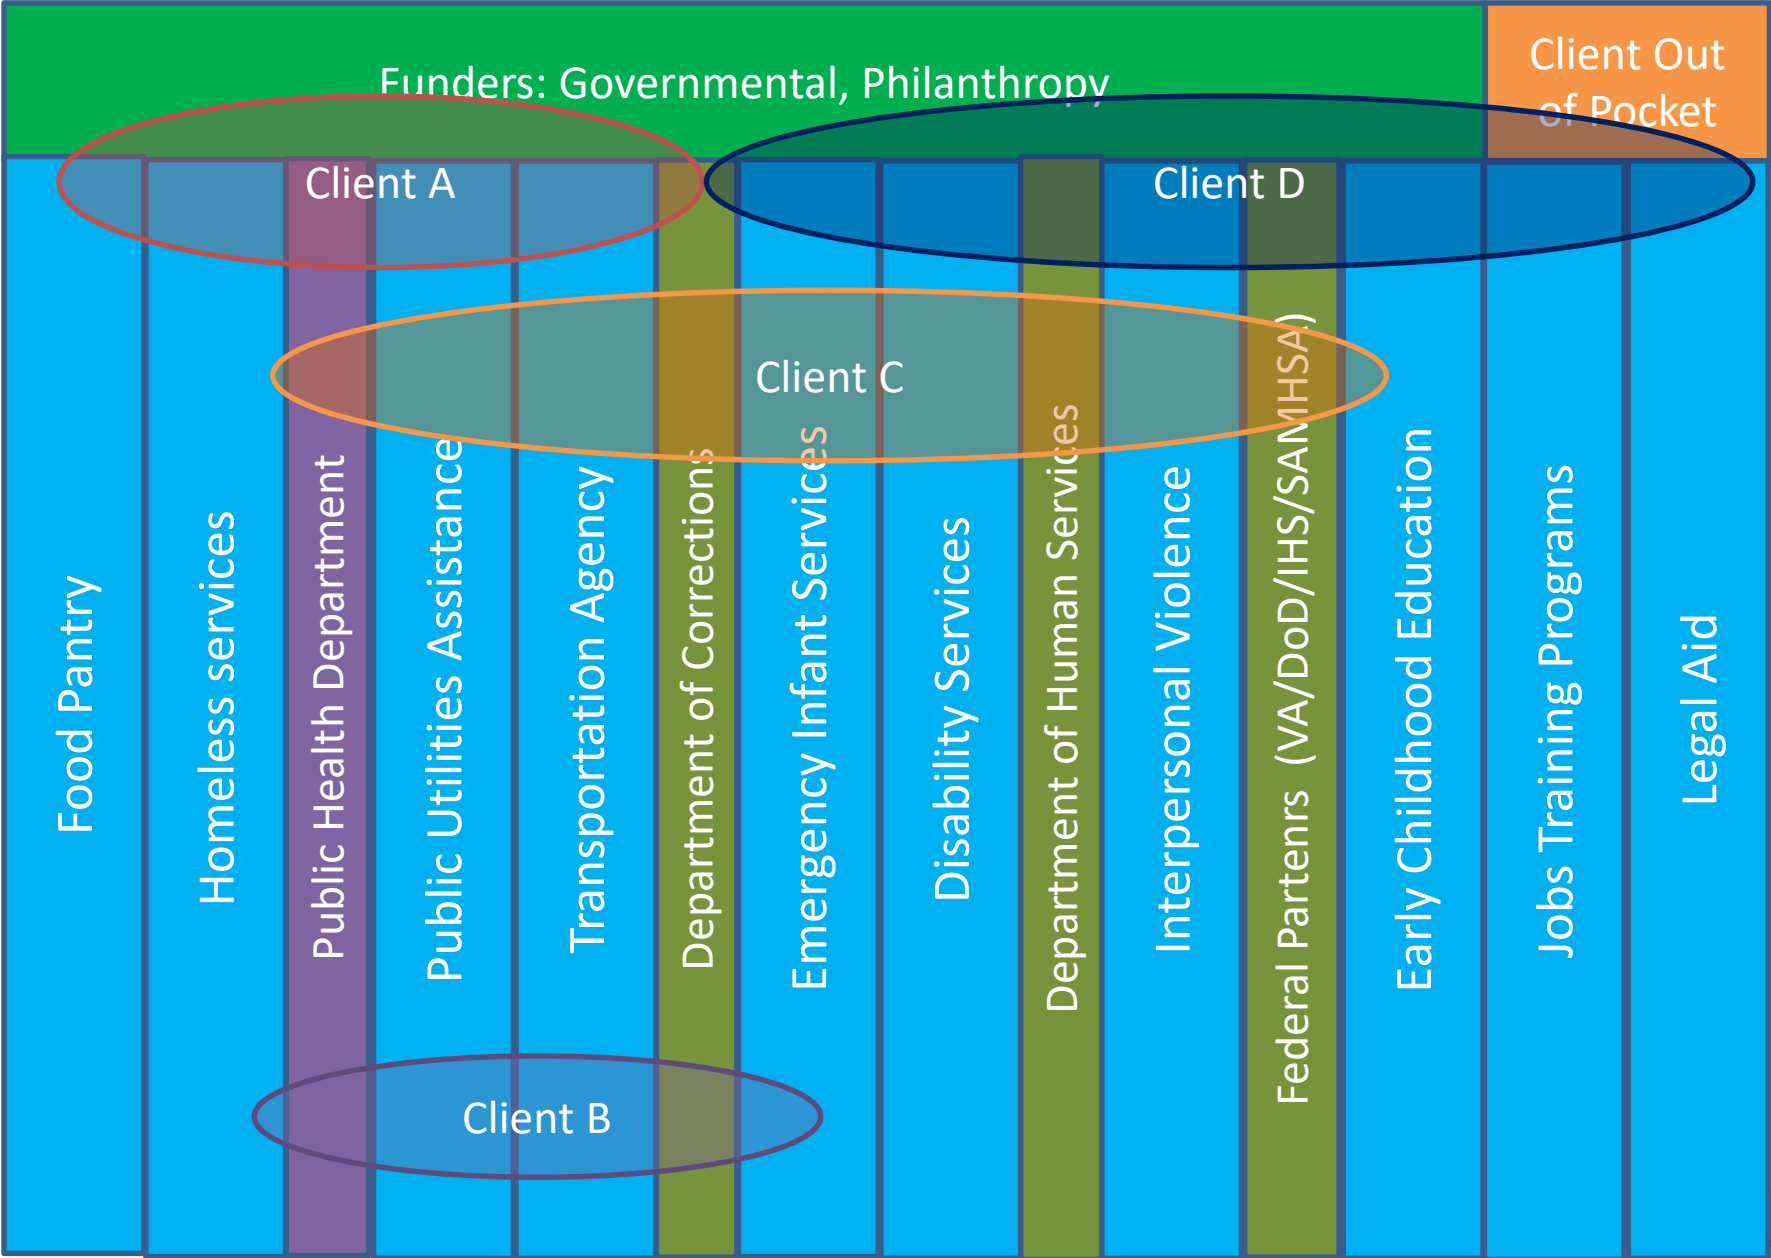 Funders: Governmental, Philanthropy
Client Out
of Pocket
Client A
Client D
Client C
Food Pantry
Homeless services
Public Health Department
Public Utilities Assistance
Transportation Agency
Department of Corrections
Emergency Infant Services
Disability Services
Department of Human Services
Interpersonal Violence
Federal Partenrs (VA/DoD/IHS/SAMHSA)
Early Childhood Education
Jobs Training Programs
Legal Aid
Client B